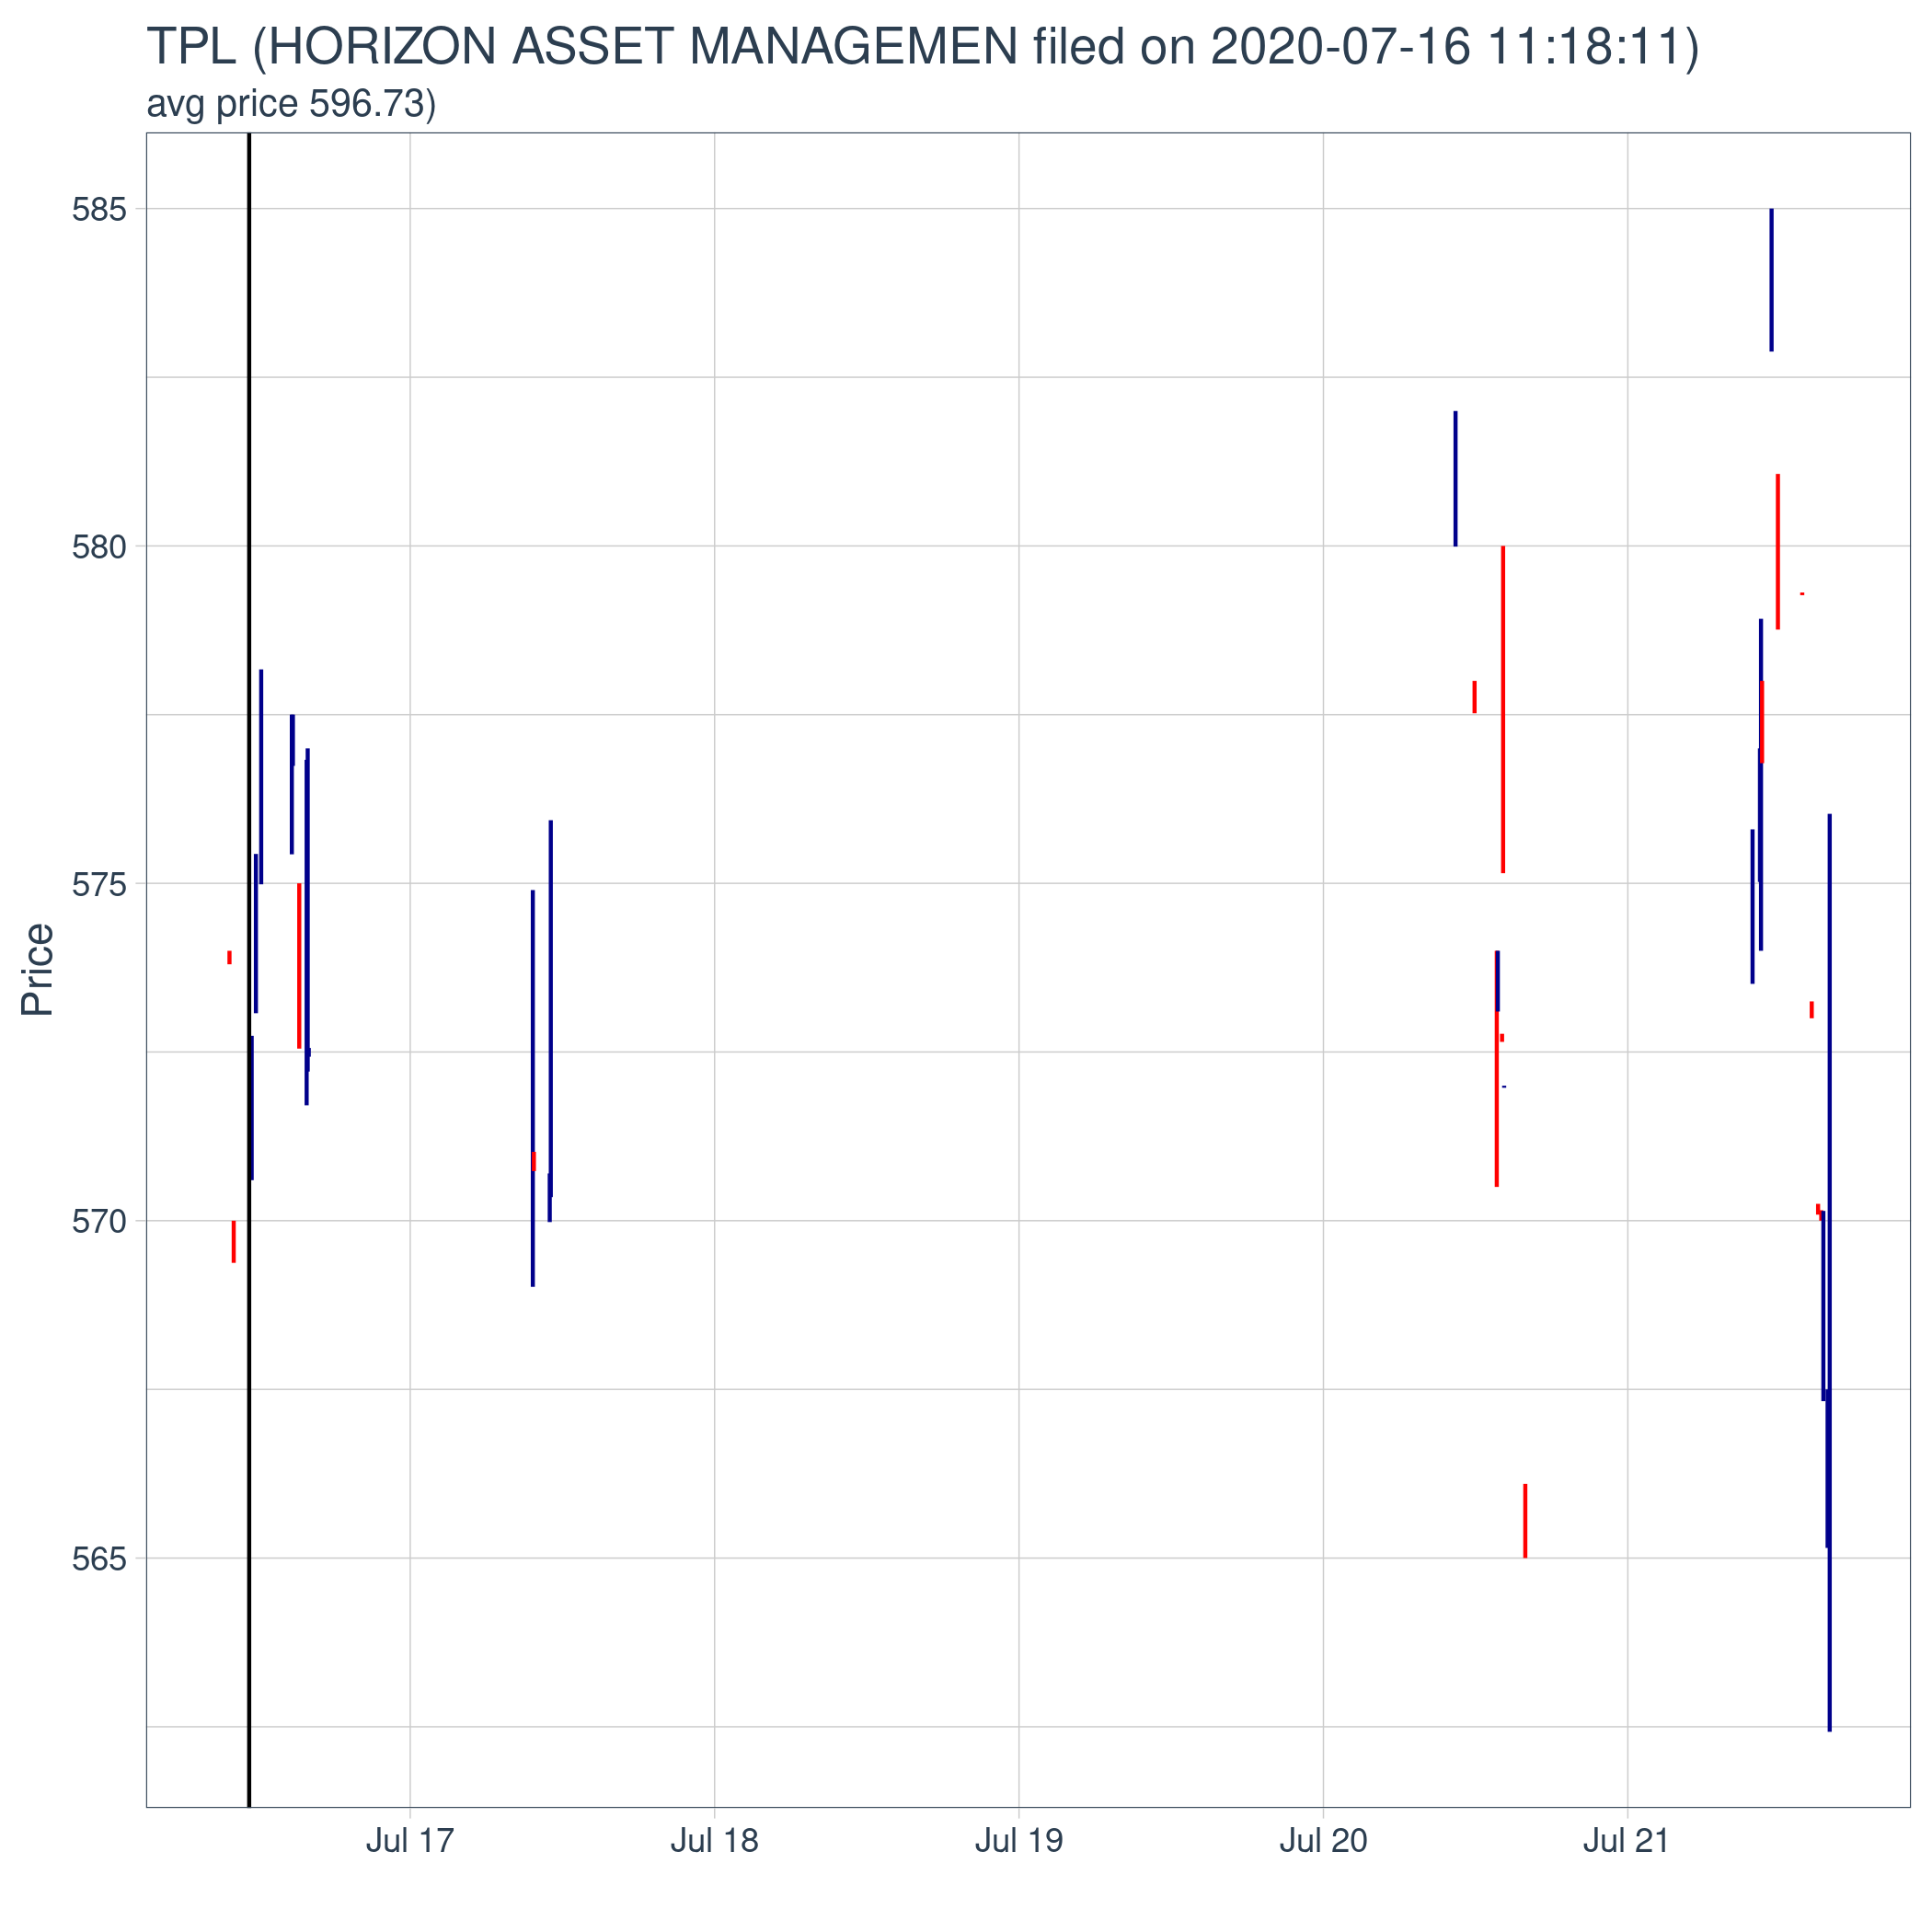 TPL (HORIZON ASSET MANAGEMEN filed on 2020-07-16 11:18:11)
avg price 596.73)
585
580
575
570
565
Price
Jul 17 Jul 18 Jul 19 Jul 20 Jul 21